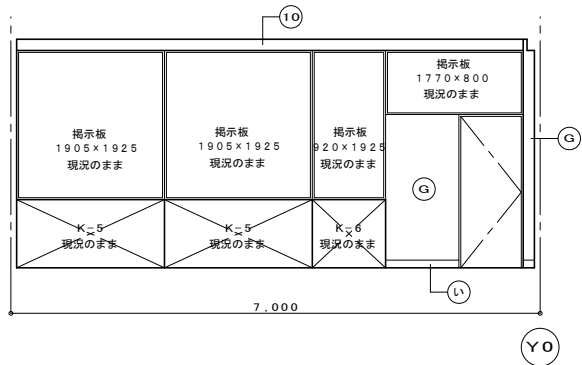 10
掲示板
1770×800
現況のまま
掲示板
1905×1925
現況のまま
掲示板
1905×1925
現況のまま
掲示板
920×1925
現況のまま
G
G
K-5
現況のまま
K-5
現況のまま
K-6
現況のまま
い
7,000
Y0